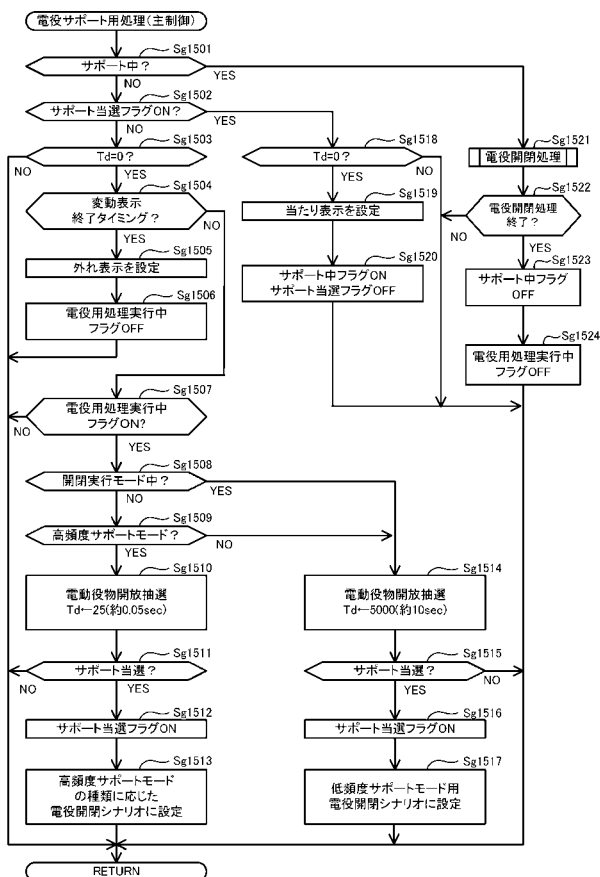 電役サポート用処理(主制御)
Sg1501
サポート中？
YES
NO
Sg1502
サポート当選フラグON？
YES
NO
Sg1503
Td=0？
NO
YES
Sg1504
変動表示
終了タイミング？
NO
YES
Sg1505
外れ表示を設定
Sg1506
電役用処理実行中
フラグOFF
Sg1518
Td=0？
NO
YES
Sg1519
当たり表示を設定
Sg1520
サポート中フラグON
サポート当選フラグOFF
Sg1521
電役開閉処理
Sg1522
電役開閉処理
終了？
NO
YES
Sg1523
サポート中フラグ
OFF
Sg1524
電役用処理実行中
フラグOFF
Sg1507
電役用処理実行中
フラグON?
NO
YES
Sg1508
開閉実行モード中？
YES
NO
Sg1509
高頻度サポートモード？
NO
YES
Sg1510
電動役物開放抽選
Td←25(約0.05sec)
Sg1511
サポート当選？
NO
YES
Sg1512
サポート当選フラグON
Sg1513
高頻度サポートモード
の種類に応じた
電役開閉シナリオに設定
Sg1514
電動役物開放抽選
Td←5000(約10sec)
Sg1515
サポート当選？
NO
YES
Sg1516
サポート当選フラグON
Sg1517
低頻度サポートモード用
電役開閉シナリオに設定
RETURN